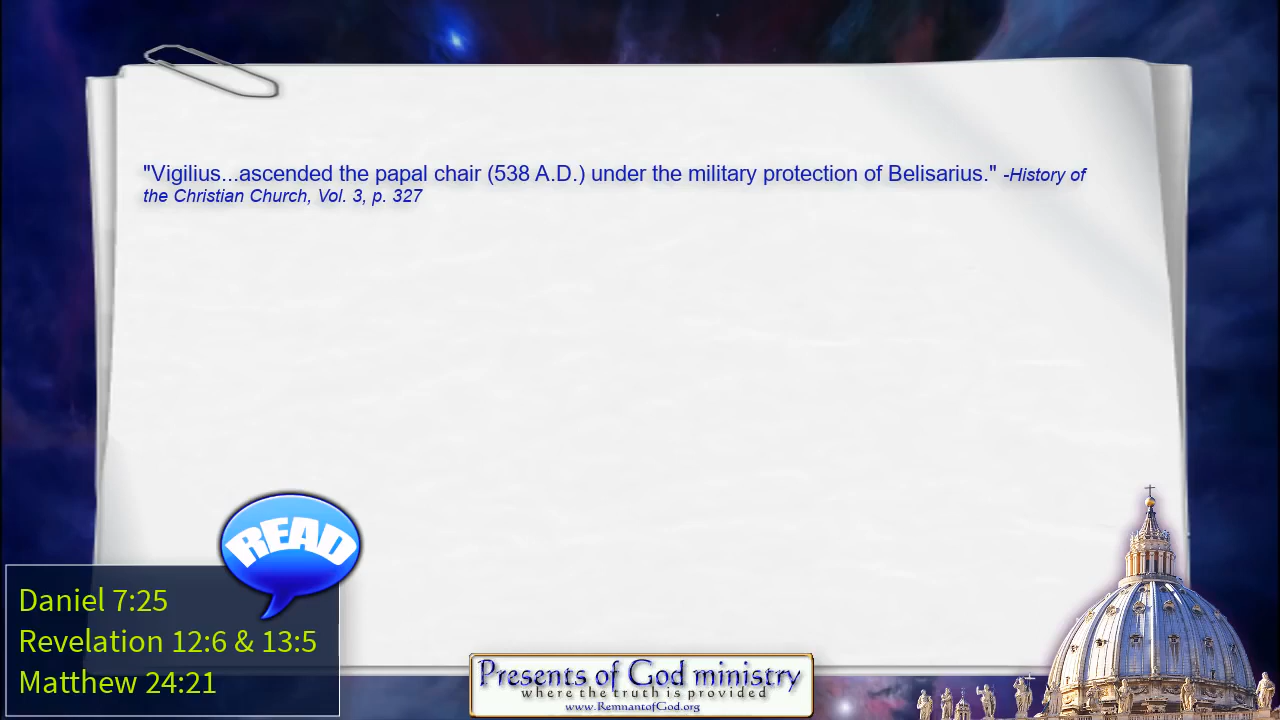 "Vigilius...ascended the papal chair (538 A.D.) under the military protection of Belisarius." -History of
the Christian Church, Vol. 3, p. 327
READ
Daniel 7:25
Revelation 12:6 & 13:5
Matthew 24:21
Presents of God ministry
where the truth is provided
www.RemnantofGod.org